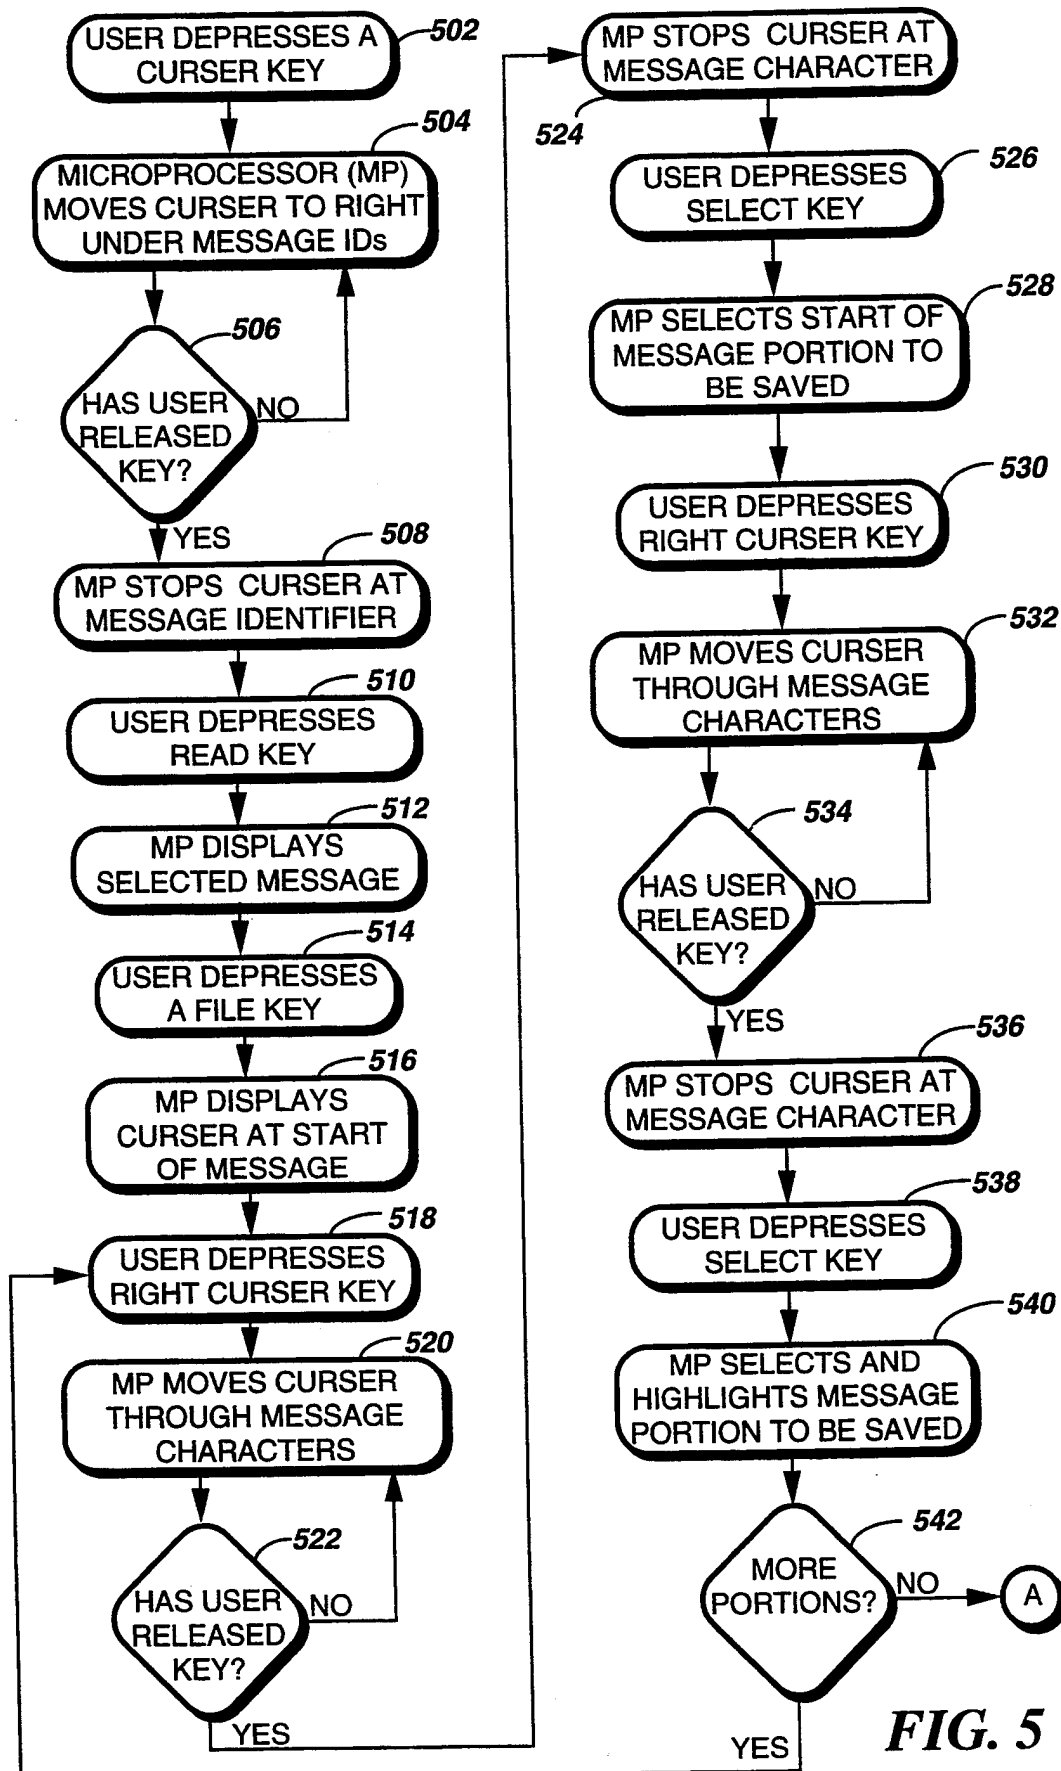 USER DEPRESSES A
CURSER KEY
502
504
MICROPROCESSOR (MP)
MOVES CURSER TO RIGHT
UNDER MESSAGE IDs
506
HAS USER
RELEASED
KEY?
NO
YES
508
MP STOPS CURSER AT
MESSAGE IDENTIFIER
510
USER DEPRESSES
READ KEY
512
MP DISPLAYS
SELECTED MESSAGE
514
USER DEPRESSES
A FILE KEY
516
MP DISPLAYS
CURSER AT START
OF MESSAGE
518
USER DEPRESSES
RIGHT CURSER KEY
520
MP MOVES CURSER
THROUGH MESSAGE
CHARACTERS
522
HAS USER
RELEASED
KEY?
NO
YES
MP STOPS CURSER AT
MESSAGE CHARACTER
524
526
USER DEPRESSES
SELECT KEY
528
MP SELECTS START OF
MESSAGE PORTION TO
BE SAVED
530
USER DEPRESSES
RIGHT CURSER KEY
532
MP MOVES CURSER
THROUGH MESSAGE
CHARACTERS
534
HAS USER
RELEASED
KEY?
NO
YES
536
MP STOPS CURSER AT
MESSAGE CHARACTER
538
USER DEPRESSES
SELECT KEY
540
MP SELECTS AND
HIGHLIGHTS MESSAGE
PORTION TO BE SAVED
542
MORE
PORTIONS?
NO
A
YES
FIG. 5